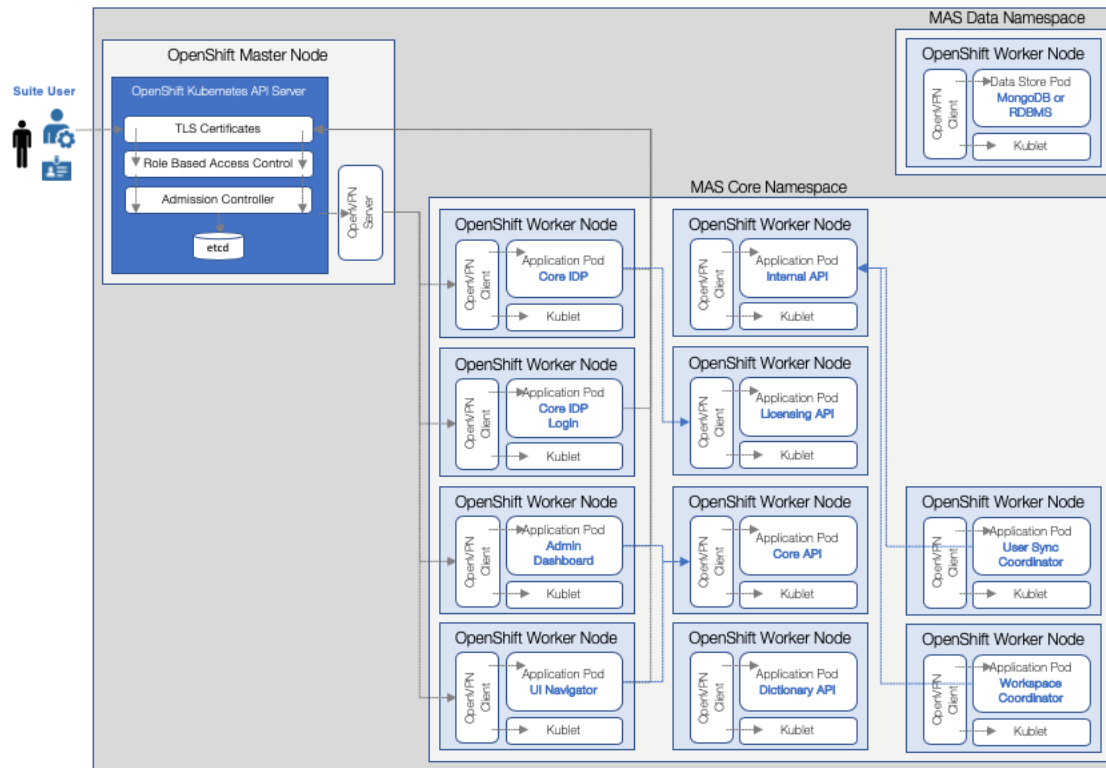 MAS Data Namespace
OpenShift Worker Node
OpenVPN
Client
Data Store Pod
MongoDB or
RDBMS
Kublet
OpenShift Master Node
Suite User
OpenShift Kubernetes API Server
TLS Certificates
Role Based Access Control
Admission Controller
etcd
OpenVPN
Server
MAS Core Namespace
OpenShift Worker Node
OpenVPN
Client
Application Pod
Core IDP
Kublet
OpenShift Worker Node
OpenVPN
Client
Application Pod
Internal API
Kublet
OpenShift Worker Node
OpenVPN
Client
Application Pod
Core IDP
Login
Kublet
OpenShift Worker Node
OpenVPN
Client
Application Pod
Licensing API
Kublet
OpenShift Worker Node
OpenVPN
Client
Application Pod
Admin
Dashboard
Kublet
OpenShift Worker Node
OpenVPN
Client
Application Pod
Core API
Kublet
OpenShift Worker Node
OpenVPN
Client
Application Pod
User Sync
Coordinator
Kublet
OpenShift Worker Node
OpenVPN
Client
Application Pod
UI Navigator
Kublet
OpenShift Worker Node
OpenVPN
Client
Application Pod
Dictionary API
Kublet
OpenShift Worker Node
OpenVPN
Client
Application Pod
Workspace
Coordinator
Kublet